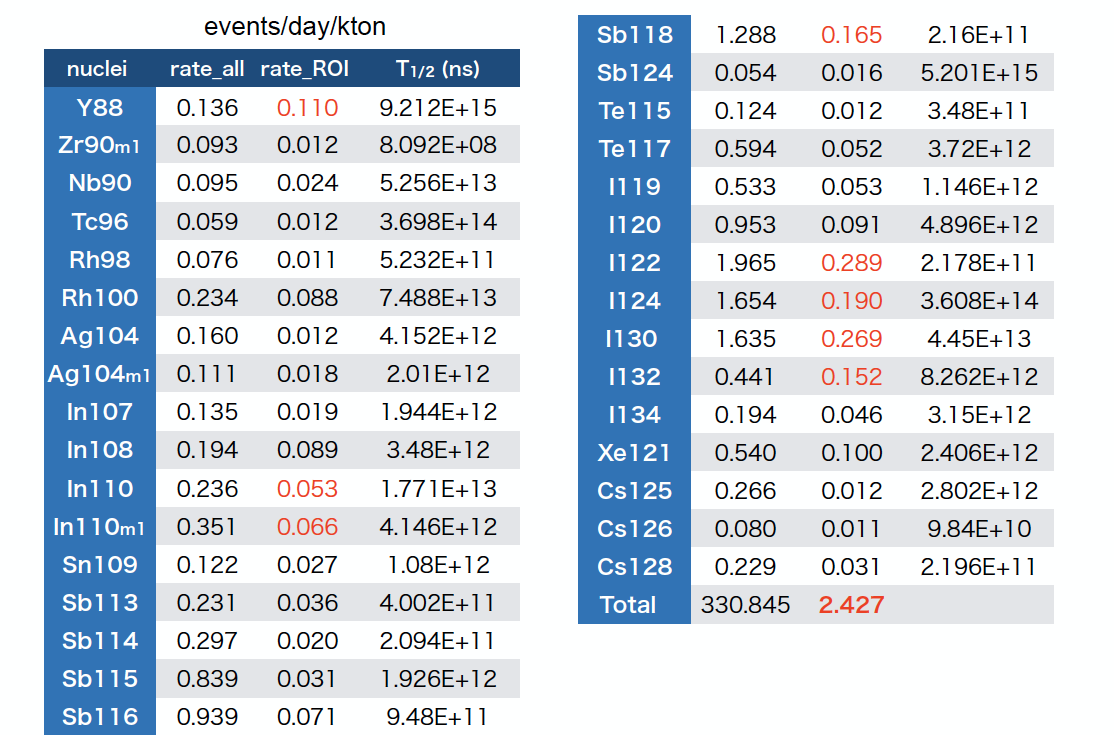 events/day/kton
nuclei rate_all rate_ROI T1/2 (ns)
Y88 0.136 0.110 9.212E+15
Zr90m1 0.093 0.012 8.092E+08
Nb90 0.095 0.024 5.256E+13
Tc96 0.059 0.012 3.698E+14
Rh98 0.076 0.011 5.232E+11
Rh100 0.234 0.088 7.488E+13
Ag104 0.160 0.012 4.152E+12
Ag104m1 0.111 0.018 2.01E+12
In107 0.135 0.019 1.944E+12
In108 0.194 0.089 3.48E+12
In110 0.236 0.053 1.771E+13
In110m1 0.351 0.066 4.146E+12
Sn109 0.122 0.027 1.08E+12
Sb113 0.231 0.036 4.002E+11
Sb114 0.297 0.020 2.094E+11
Sb115 0.839 0.031 1.926E+12
Sb116 0.939 0.071 9.48E+11
Sb118 1.288 0.165 2.16E+11
Sb124 0.054 0.016 5.201E+15
Te115 0.124 0.012 3.48E+11
Te117 0.594 0.052 3.72E+12
I119 0.533 0.053 1.146E+12
I120 0.953 0.091 4.896E+12
I122 1.965 0.289 2.178E+11
I124 1.654 0.190 3.608E+14
I130 1.635 0.269 4.45E+13
I132 0.441 0.152 8.262E+12
I134 0.194 0.046 3.15E+12
Xe121 0.540 0.100 2.406E+12
Cs125 0.266 0.012 2.802E+12
Cs126 0.080 0.011 9.84E+10
Cs128 0.229 0.031 2.196E+11
Total 330.845 2.427